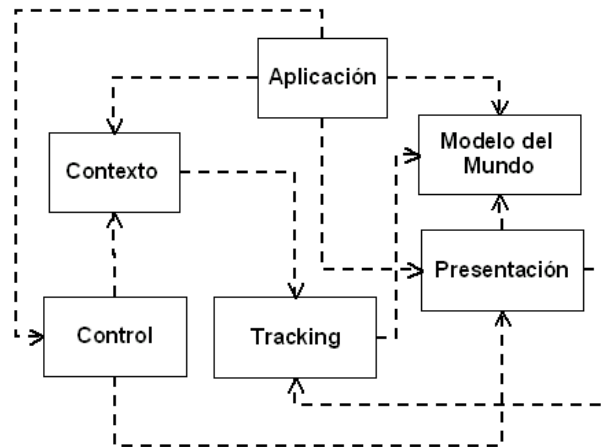 Aplicación
Modelo del
Mundo
Contexto
Presentación
Control
Tracking